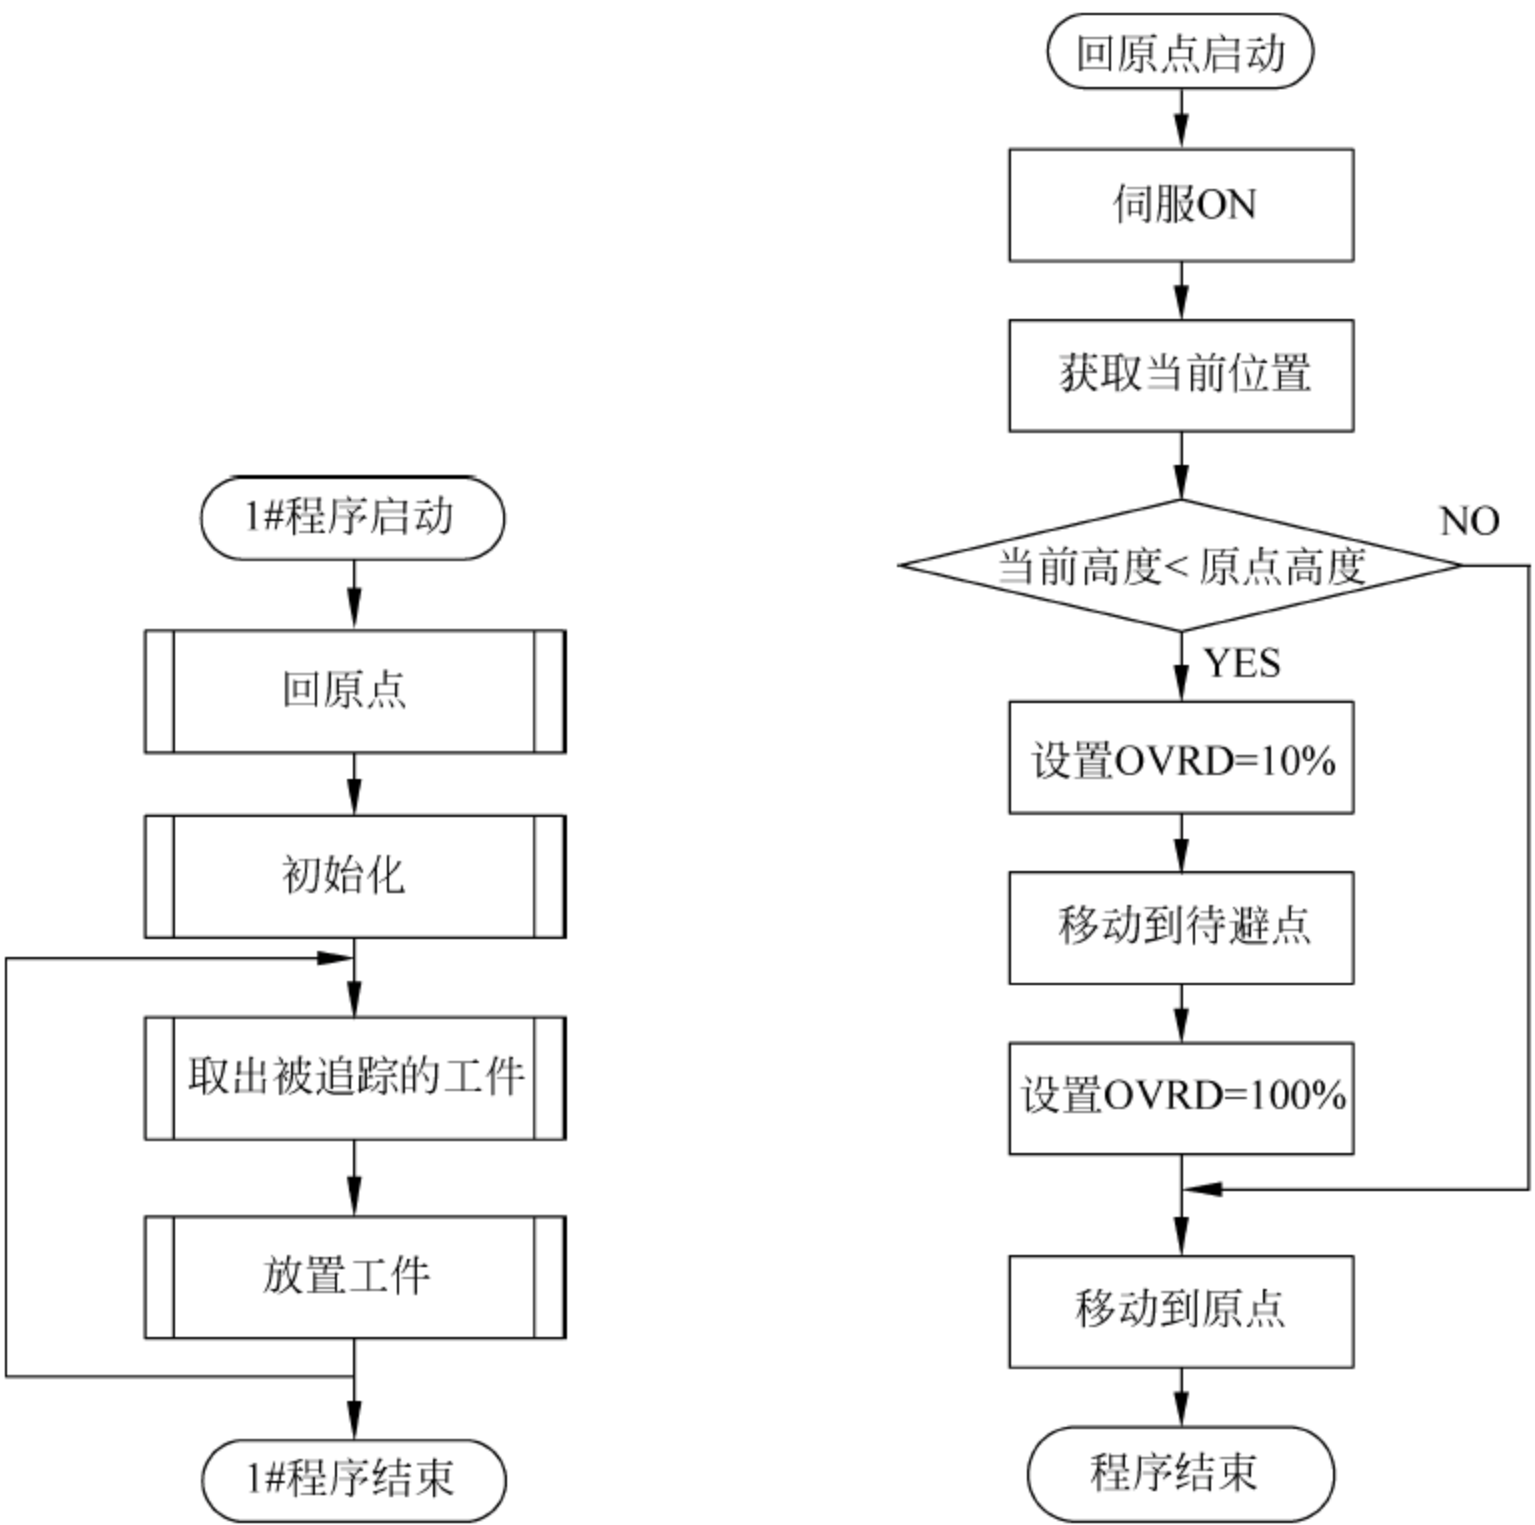 1#程序启动
回原点
初始化
取出被追踪的工件
放置工件
1#程序结束
回原点启动
伺服ON
获取当前位置
当前高度< 原点高度
NO
YES
设置OVRD=10%
移动到待避点
设置OVRD=100%
移动到原点
程序结束